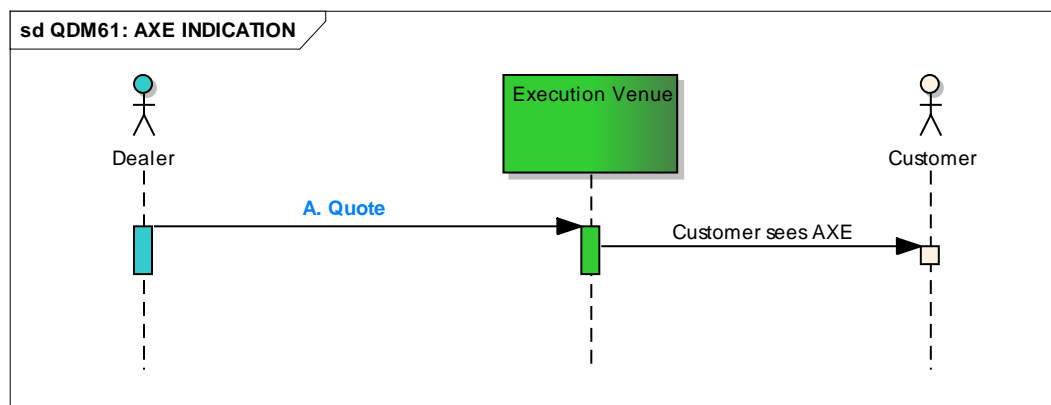 sd QDM61: AXE INDICATION
Execution Venue
Dealer
Customer
A. Quote
Customer sees AXE